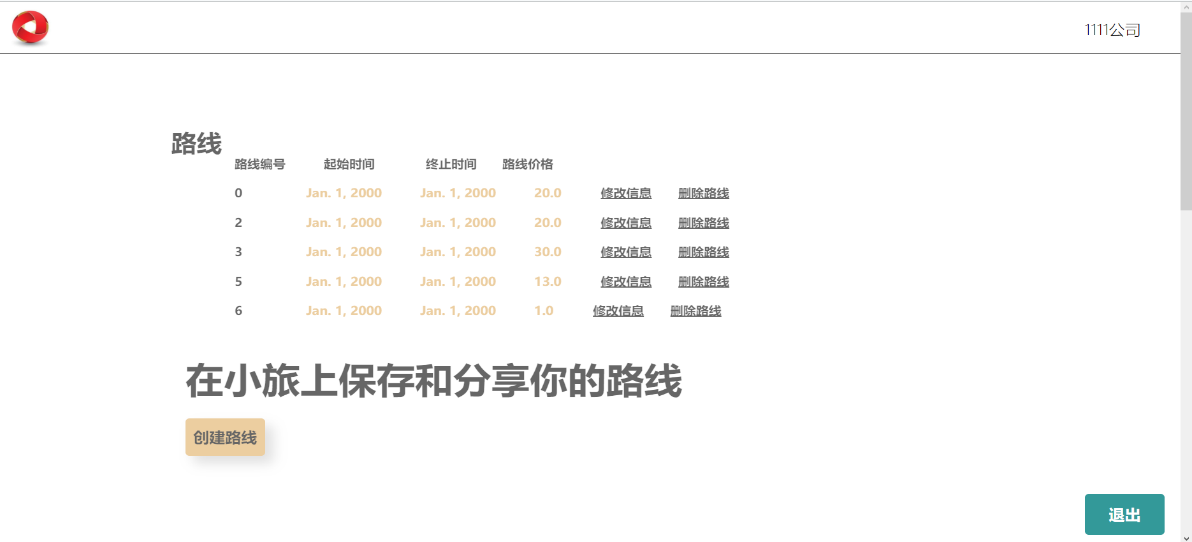 1111公司
路线
路线编号 起始时间 终止时间 路线价格
0 Jan. 1, 2000 Jan. 1, 2000 20.0 修改信息 删除路线
2 Jan. 1, 2000 Jan. 1, 2000 20.0 修改信息 删除路线
3 Jan. 1, 2000 Jan. 1, 2000 30.0 修改信息 删除路线
5 Jan. 1, 2000 Jan. 1, 2000 13.0 修改信息 删除路线
6 Jan. 1, 2000 Jan. 1, 2000 1.0 修改信息 删除路线
在小旅上保存和分享你的路线
创建路线
退出